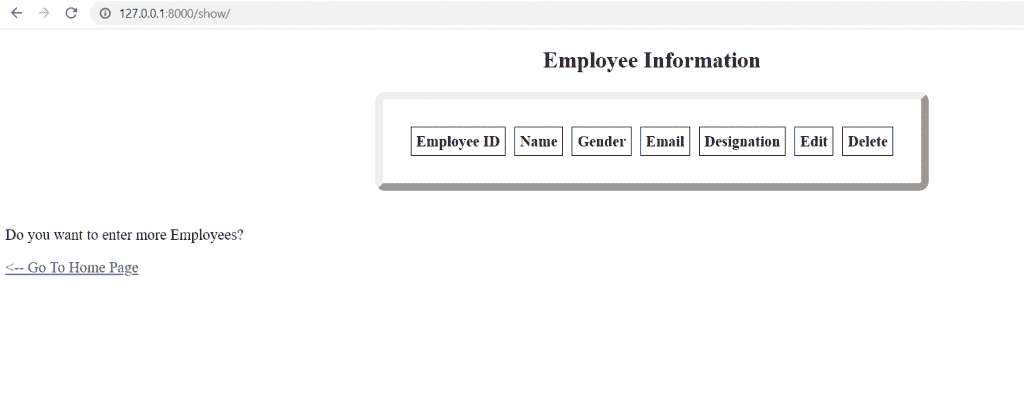 127.0.0.1:8000/show/
Employee Information
Employee ID Name Gender Email Designation Edit Delete
Do you want to enter more Employees?
<-- Go To Home Page